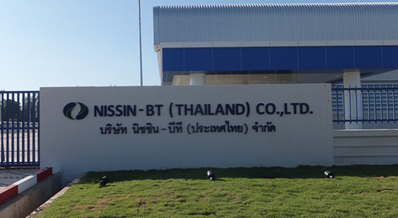 NISSIN-BT (THAILAND) CO.,LTD.
บริษัท นิชชิน-บีที (ประเทศไทย) จำกัด